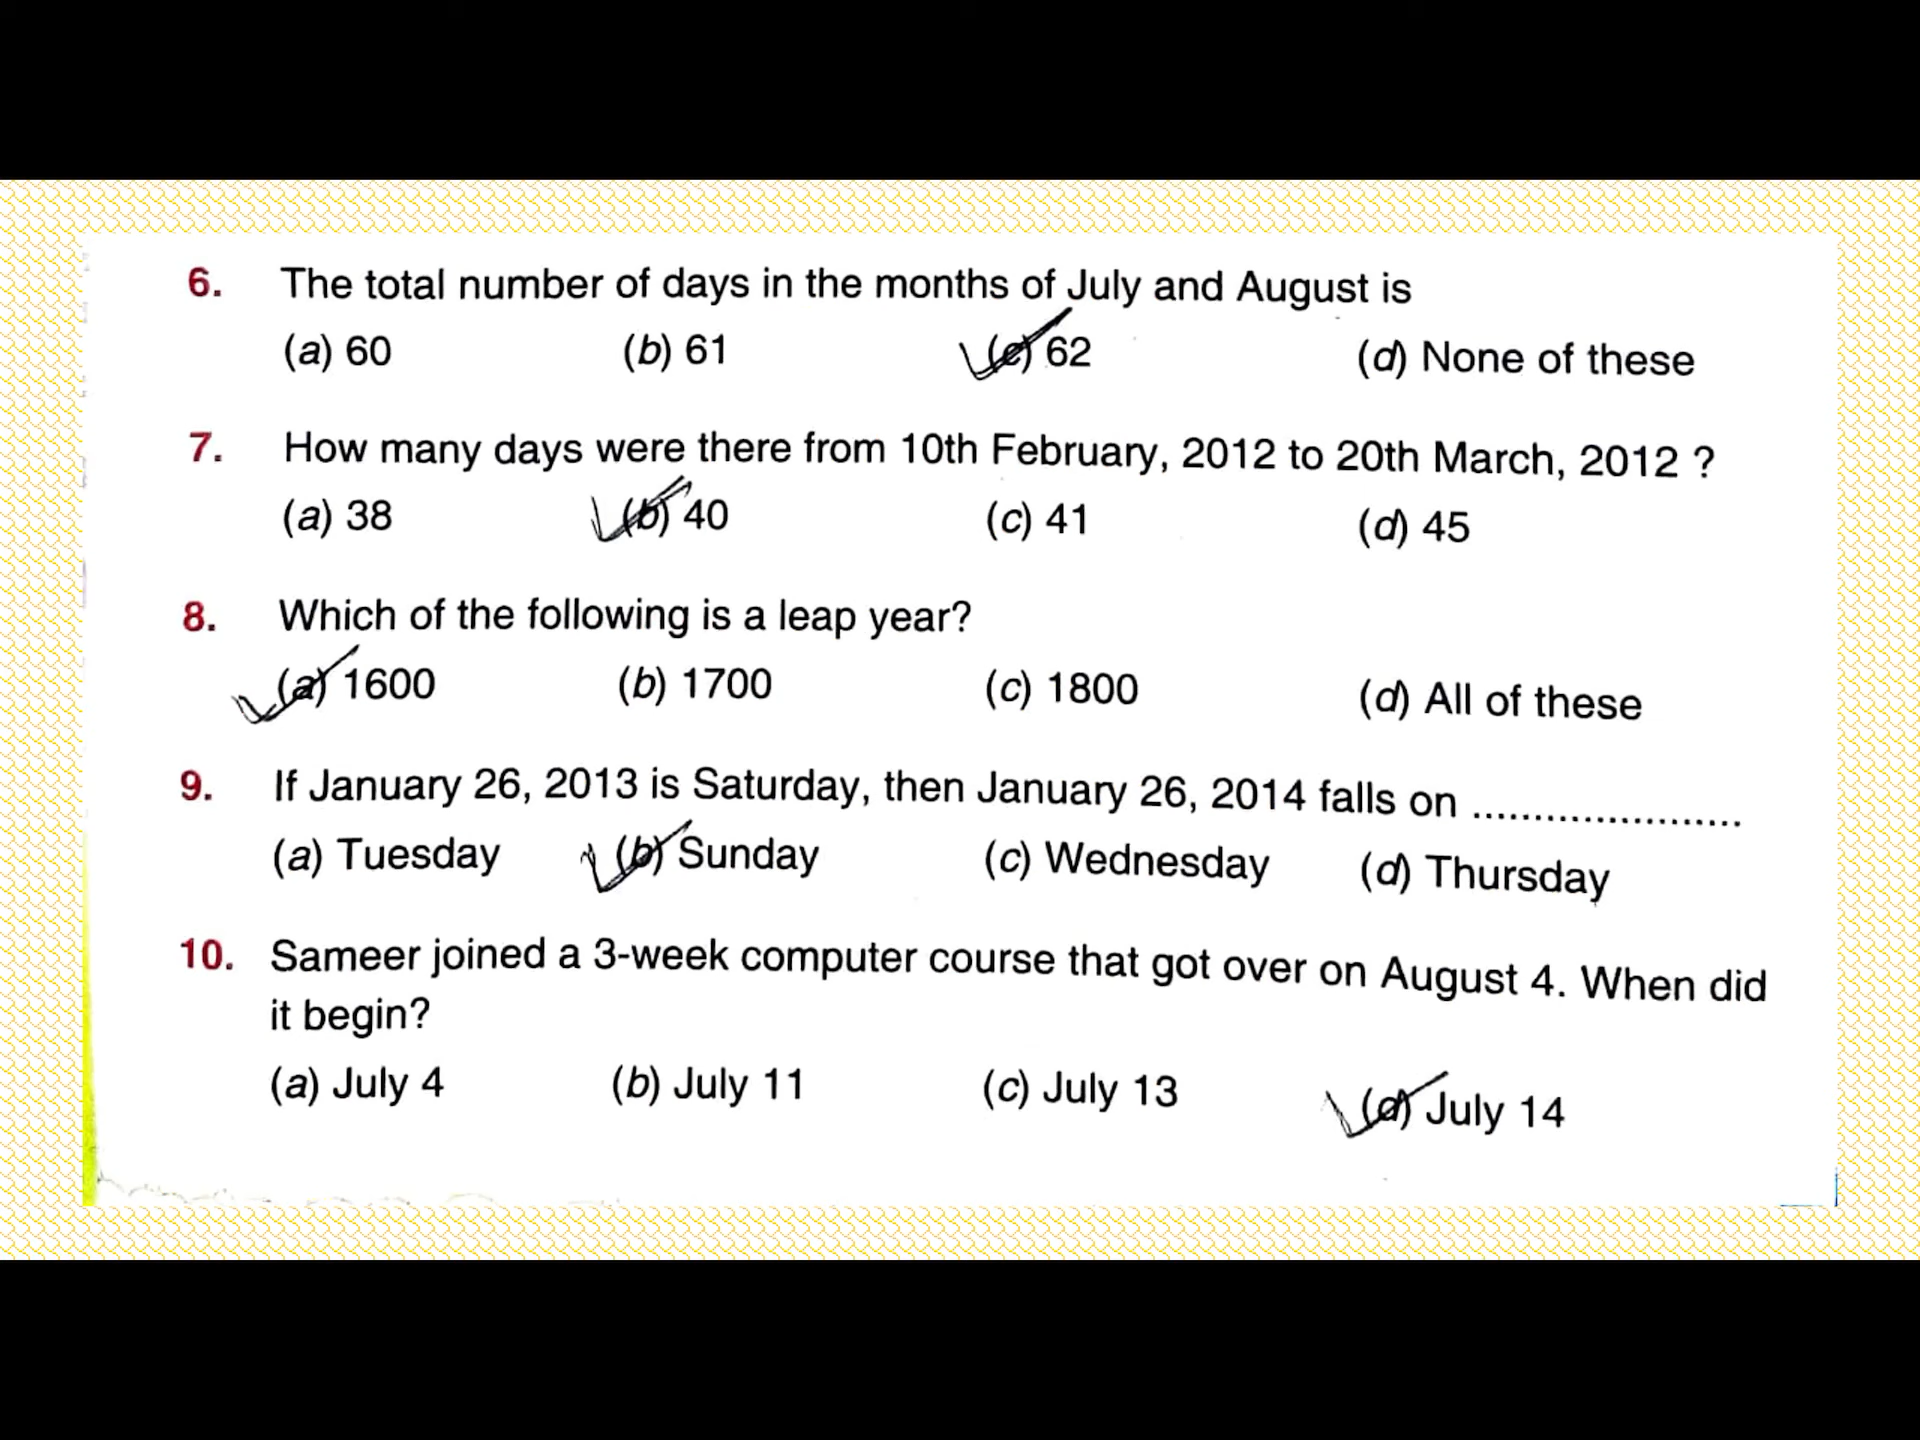 6. The total number of days in the months of July and August is
(a) 60 (b) 61 (c) 62 (d) None of these
7. How many days were there from 10th February, 2012 to 20th March, 2012 ?
(a) 38 (b) 40 (c) 41 (d) 45
8. Which of the following is a leap year?
(a) 1600 (b) 1700 (c) 1800 (d) All of these
9. If January 26, 2013 is Saturday, then January 26, 2014 falls on ......................
(a) Tuesday (b) Sunday (c) Wednesday (d) Thursday
10. Sameer joined a 3-week computer course that got over on August 4. When did
it begin?
(a) July 4 (b) July 11 (c) July 13 (d) July 14